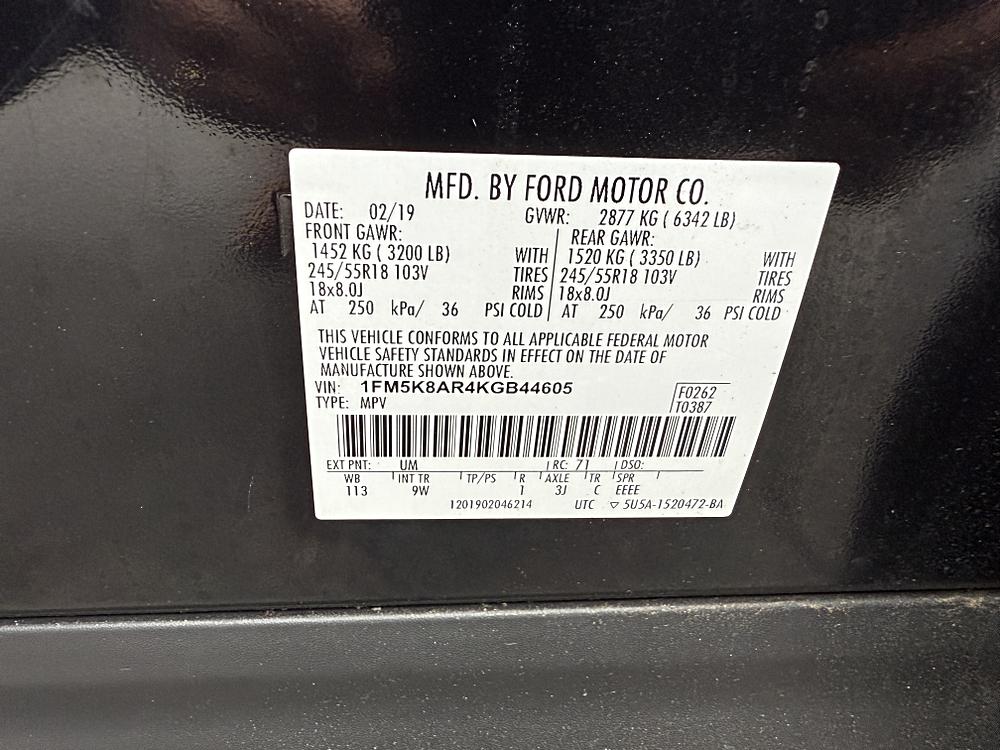 MFD. BY FORD MOTOR CO.
DATE: 02/19 GVWR: 2877 KG ( 6342 LB)
FRONT GAWR: REAR GAWR:
1452 KG ( 3200 LB) WITH 1520 KG ( 3350 LB) WITH
245/55R18 103V TIRES 245/55R18 103V TIRES
18x8.0J RIMS 18x8.0J RIMS
AT 250 kPa/ 36 PSI COLD AT 250 kPa/ 36 PSI COLD
THIS VEHICLE CONFORMS TO ALL APPLICABLE FEDERAL MOTOR
VEHICLE SAFETY STANDARDS IN EFFECT ON THE DATE OF
MANUFACTURE SHOWN ABOVE.
VIN: 1FM5K8AR4KGB44605 F0262
TYPE: MPV T0387
EXT PNT: UM RC: 71 DSO:
WB INT TR TP/PS R AXLE TR SPR
113 9W 1 3J C EEEE
1201902046214 UTC ▽ 5U5A-1520472-BA